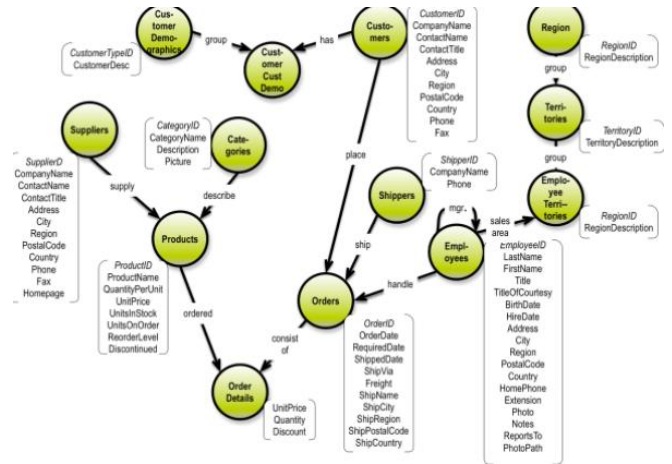 Cus-
tomer
Demo-
graphics
CustomerTypeID
CustomerDesc
group
Cust-
omer
Cust
Demo
has
Custo-
mers
CustomerID
CompanyName
ContactName
ContactTitle
Address
City
Region
PostalCode
Country
Phone
Fax
Region
RegionID
RegionDescription
group
Terri-
tories
TerritoryID
TerritoryDescription
group
Emplo-
yee
Terri-
tories
RegionID
RegionDescription
Suppliers
SupplierD
CompanyName
ContactName
ContactTitle
Address
City
Region
PostalCode
Country
Phone
Fax
Homepage
supply
CategoryID
CategoryName
Description
Picture
Cate-
gories
describe
Products
ProductID
ProductName
QuantityPerUnit
UnitPrice
UnitsInStock
UnitsOnOrder
ReorderLevel
Discontinued
ordered
place
Shippers
ShipperID
CompanyName
Phone
ship
mgr.
sales
area
Emplo-
yees
EmployeeID
LastName
FirstName
Title
TitleOfCourtesy
BirthDate
HireDate
Address
City
Region
PostalCode
Country
HomePhone
Extension
Photo
Notes
ReportsTo
PhotoPath
handle
Orders
OrderID
OrderDate
RequiredDate
ShippedDate
ShipVia
Freight
ShipName
ShipCity
ShipRegion
ShipPostalCode
ShipCountry
consist
of
Order
Details
UnitPrice
Quantity
Discount